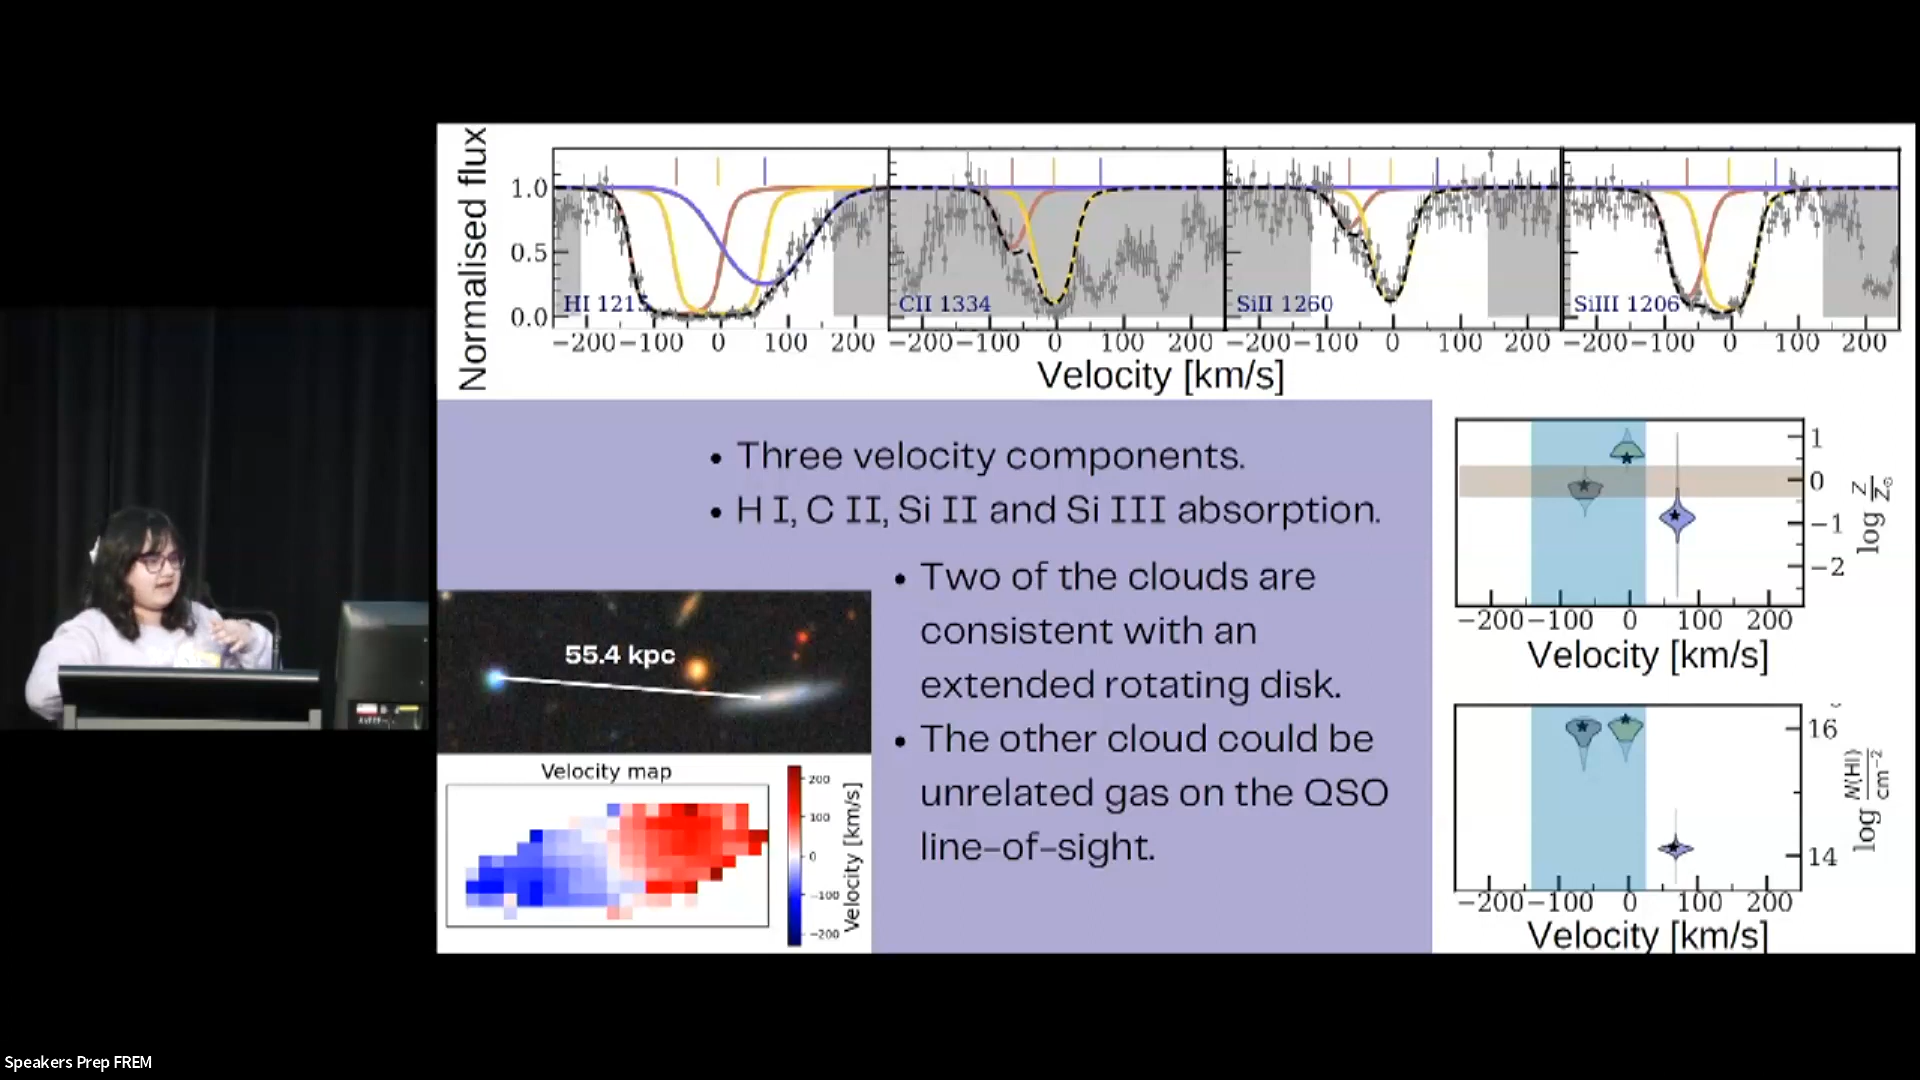 Normalised flux
1.0
0.5
0.0
HI 1215
CII 1334
SiII 1260
SiIII 1206
−200 −100 0 100 200 −200 −100 0 100 200 −200 −100 0 100 200 −200 −100 0 100 200
Velocity [km/s]
• Three velocity components.
• H I, C II, Si II and Si III absorption.
• Two of the clouds are
consistent with an
extended rotating disk.
• The other cloud could be
unrelated gas on the QSO
line-of-sight.
55.4 kpc
Velocity map
200
100
0
−100
−200
Velocity [km/s]
1
0
−1
−2
log Z/Z⊙
−200 −100 0 100 200
Velocity [km/s]
16
14
log N(HI)/cm⁻²
−200 −100 0 100 200
Velocity [km/s]
Speakers Prep FREM